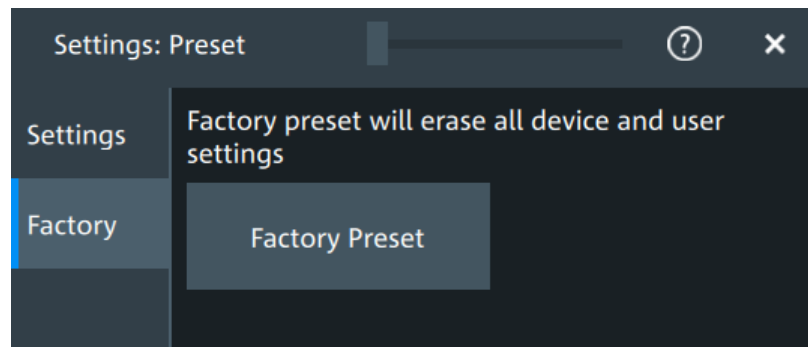 Settings: Preset
?
×
Settings
Factory preset will erase all device and user
settings
Factory
Factory Preset